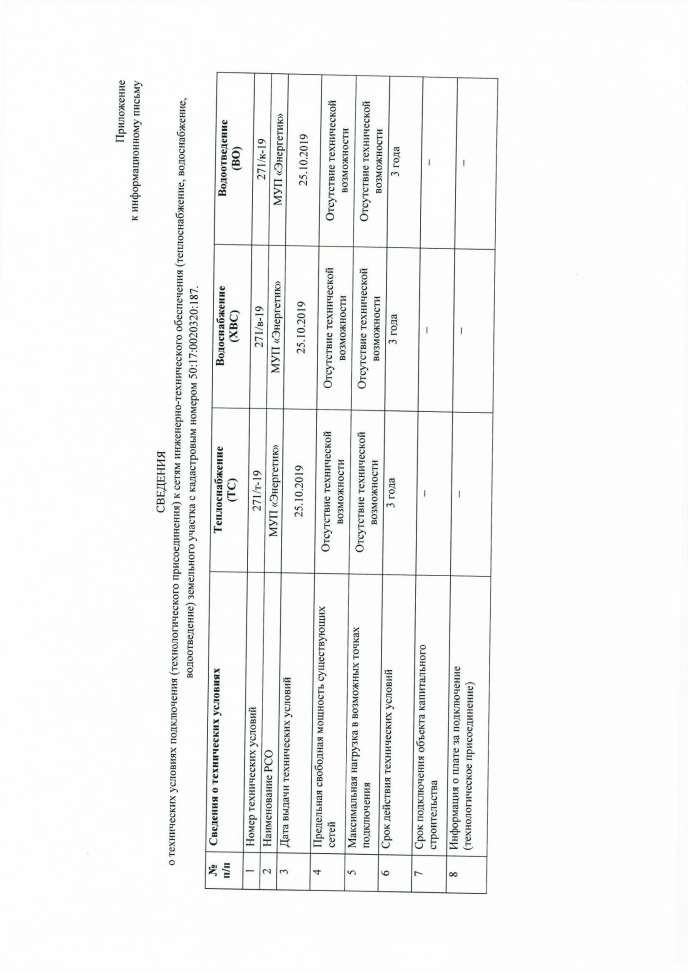 Приложение
к информационному письму
СВЕДЕНИЯ
о технических условиях подключения (технологического присоединения) к сетям инженерно-технического обеспечения (теплоснабжение, водоснабжение,
водоотведение) земельного участка с кадастровым номером 50:17:0020320:187.
№ п/п Сведения о технических условиях Теплоснабжение (ТС) Водоснабжение (ХВС) Водоотведение (ВО)
1 Номер технических условий 271/т-19 271/в-19 271/к-19
2 Наименование РСО МУП «Энергетик» МУП «Энергетик» МУП «Энергетик»
3 Дата выдачи технических условий 25.10.2019 25.10.2019 25.10.2019
4 Предельная свободная мощность существующих сетей Отсутствие технической возможности Отсутствие технической возможности Отсутствие технической возможности
5 Максимальная нагрузка в возможных точках подключения Отсутствие технической возможности Отсутствие технической возможности Отсутствие технической возможности
6 Срок действия технических условий 3 года 3 года 3 года
7 Срок подключения объекта капитального строительства – – –
8 Информация о плате за подключение (технологическое присоединение) – – –